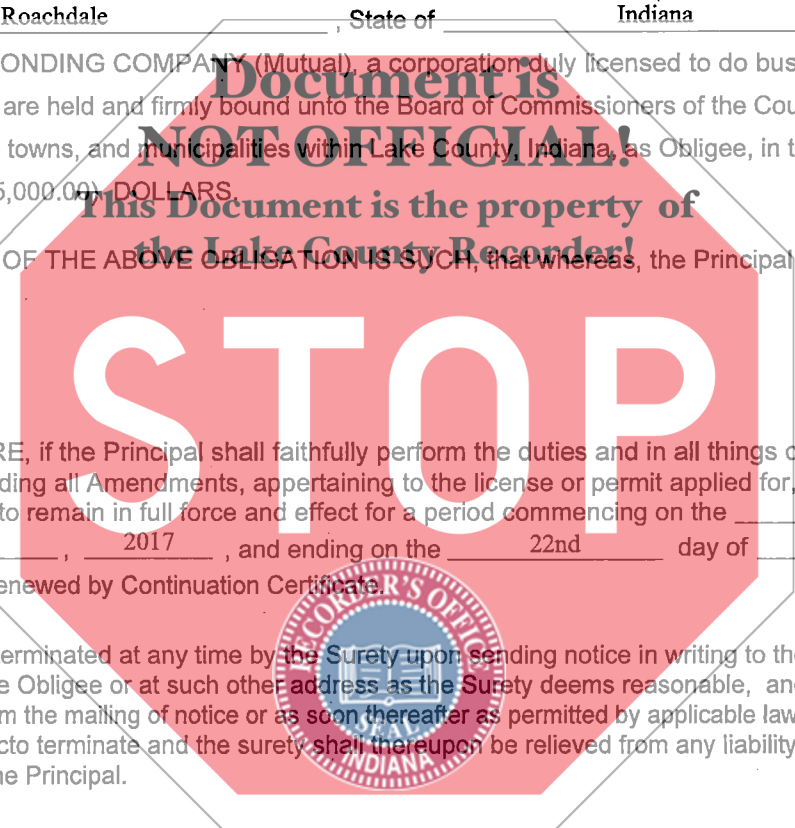 Roachdale , State of Indiana
ONDING COMPANY (Mutual), a corporation duly licensed to do bus
Document is
are held and firmly bound unto the Board of Commissioners of the Cou
NOT OFFICIAL!
towns, and municipalities within Lake County, Indiana, as Obligee, in t
5,000.00) DOLLARS.
This Document is the property of
the Lake County Recorder!
OF THE ABOVE OBLIGATION IS SUCH, that whereas, the Principal
STOP
RE, if the Principal shall faithfully perform the duties and in all things c
ding all Amendments, appertaining to the license or permit applied for,
to remain in full force and effect for a period commencing on the
, 2017 , and ending on the 22nd day of
enewed by Continuation Certificate.
RECORDER'S OFFICE
erminated at any time by the Surety upon sending notice in writing to the
e Obligee or at such other address as the Surety deems reasonable, and
m the mailing of notice or as soon thereafter as permitted by applicable law
cto terminate and the surety shall thereupon be relieved from any liability
SEAL
INDIANA
he Principal.